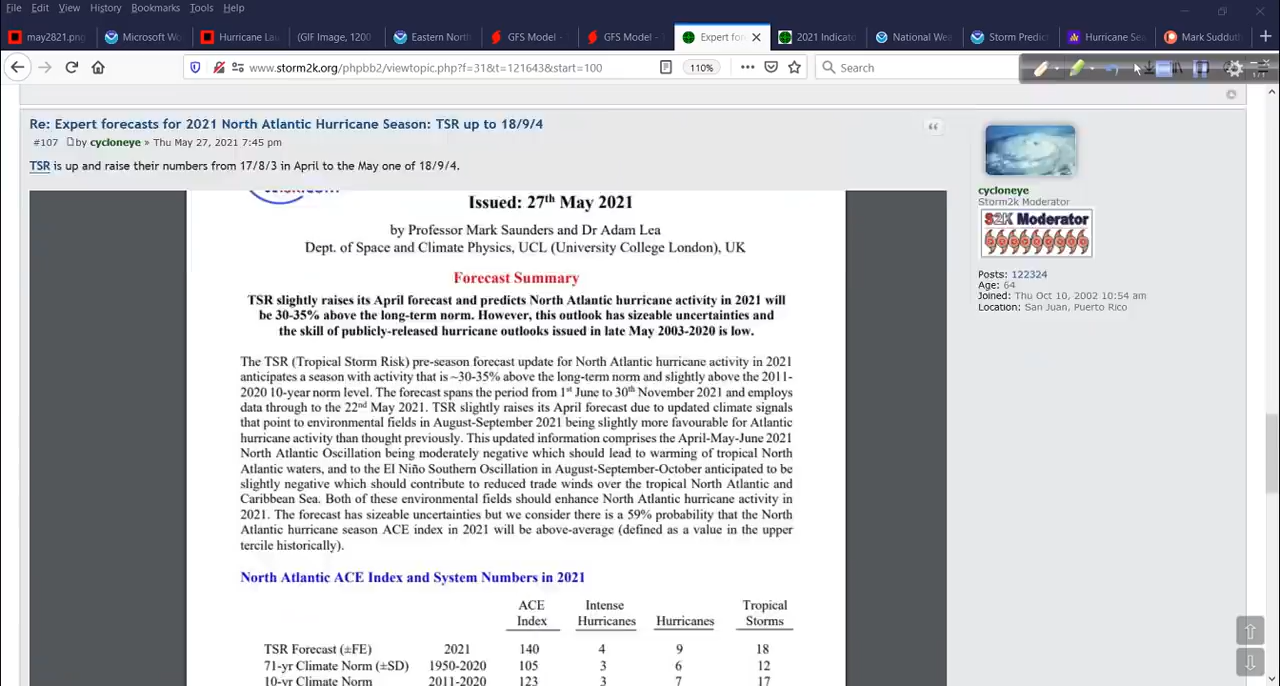 File Edit View History Bookmarks Tools Help
may2821.png
Microsoft Wo
Hurricane La
(GIF Image, 1200
Eastern North
GFS Model -
GFS Model -
Expert for
2021 Indicat
National Wea
Storm Predic
Hurricane Sea
Mark Sudduth
www.storm2k.org/phpbb2/viewtopic.php?f=31&t=121643&start=100
110%
Search
Re: Expert forecasts for 2021 North Atlantic Hurricane Season: TSR up to 18/9/4
#107 by cycloneye » Thu May 27, 2021 7:45 pm
TSR is up and raise their numbers from 17/8/3 in April to the May one of 18/9/4.
Issued: 27th May 2021
by Professor Mark Saunders and Dr Adam Lea
Dept. of Space and Climate Physics, UCL (University College London), UK
Forecast Summary
TSR slightly raises its April forecast and predicts North Atlantic hurricane activity in 2021 will
be 30-35% above the long-term norm. However, this outlook has sizeable uncertainties and
the skill of publicly-released hurricane outlooks issued in late May 2003-2020 is low.
The TSR (Tropical Storm Risk) pre-season forecast update for North Atlantic hurricane activity in 2021
anticipates a season with activity that is ~30-35% above the long-term norm and slightly above the 2011-
2020 10-year norm level. The forecast spans the period from 1st June to 30th November 2021 and employs
data through to the 22nd May 2021. TSR slightly raises its April forecast due to updated climate signals
that point to environmental fields in August-September 2021 being slightly more favourable for Atlantic
hurricane activity than thought previously. This updated information comprises the April-May-June 2021
North Atlantic Oscillation being moderately negative which should lead to warming of tropical North
Atlantic waters, and to the El Niño Southern Oscillation in August-September-October anticipated to be
slightly negative which should contribute to reduced trade winds over the tropical North Atlantic and
Caribbean Sea. Both of these environmental fields should enhance North Atlantic hurricane activity in
2021. The forecast has sizeable uncertainties but we consider there is a 59% probability that the North
Atlantic hurricane season ACE index in 2021 will be above-average (defined as a value in the upper
tercile historically).
North Atlantic ACE Index and System Numbers in 2021
ACE Intense Tropical
Index Hurricanes Hurricanes Storms
TSR Forecast (±FE) 2021 140 4 9 18
71-yr Climate Norm (±SD) 1950-2020 105 3 6 12
10-yr Climate Norm 2011-2020 123 3 7 17
cycloneye
Storm2k Moderator
S2K Moderator
Posts: 122324
Age: 64
Joined: Thu Oct 10, 2002 10:54 am
Location: San Juan, Puerto Rico